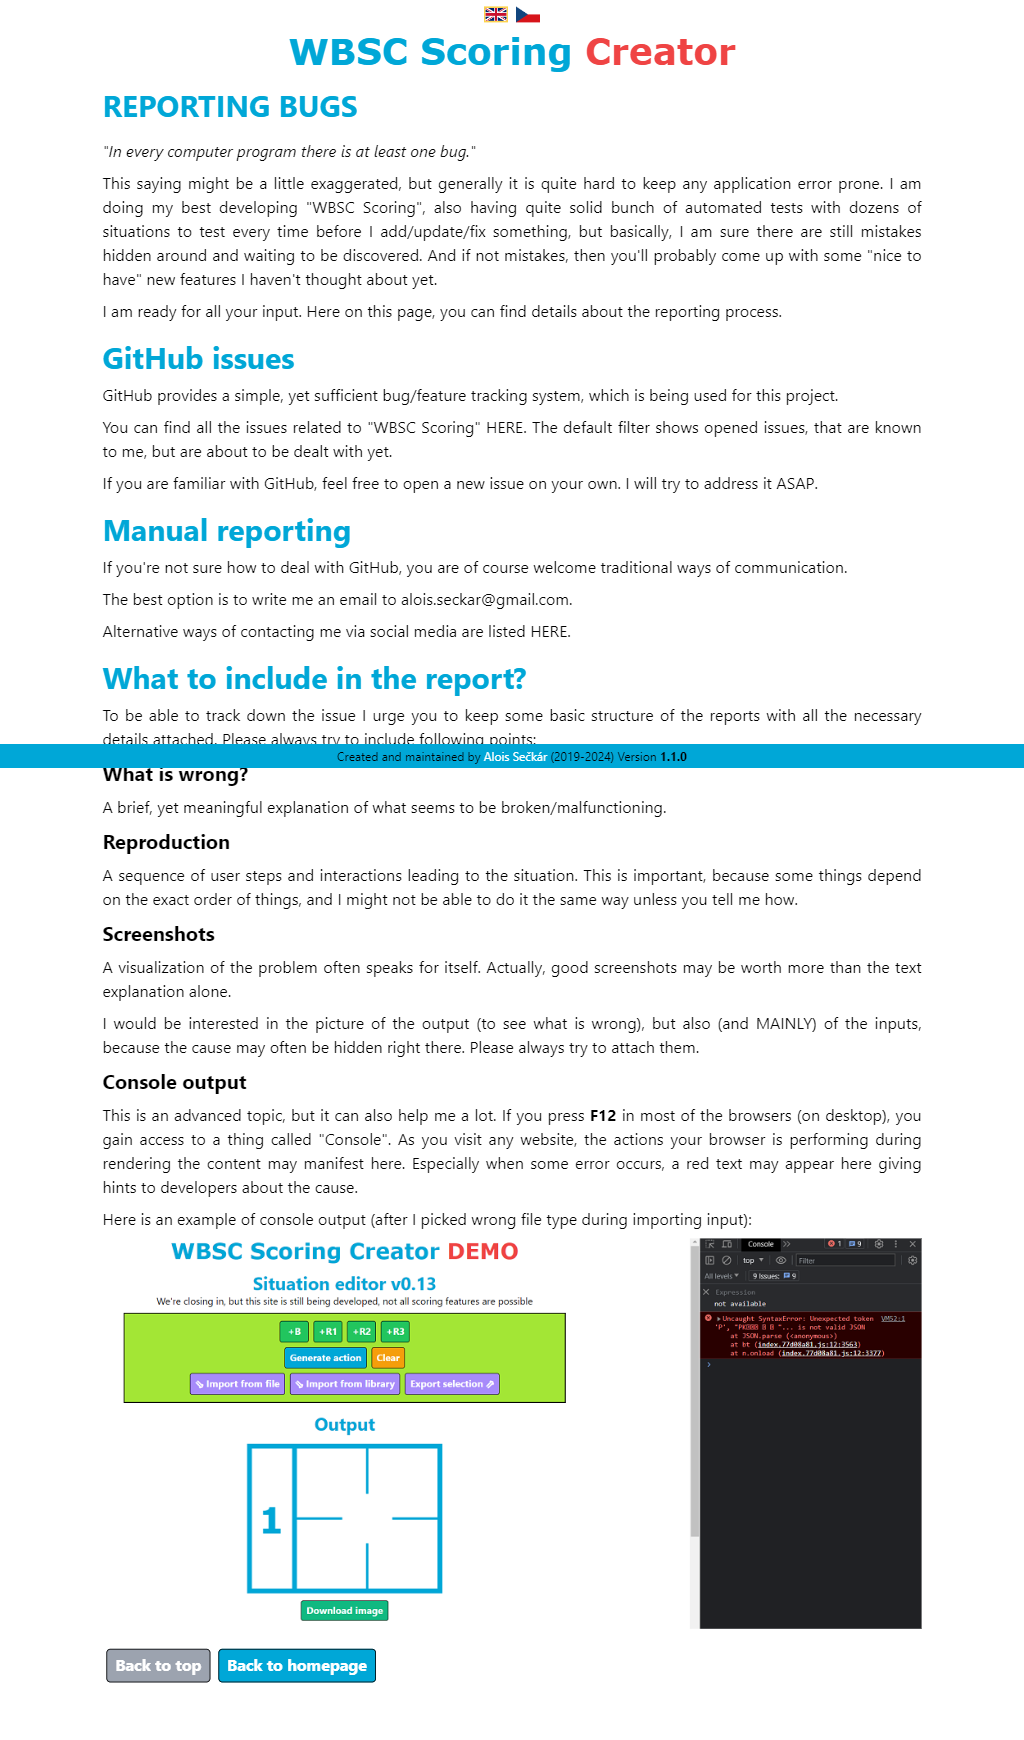 WBSC Scoring Creator
REPORTING BUGS
"In every computer program there is at least one bug."
This saying might be a little exaggerated, but generally it is quite hard to keep any application error prone. I am
doing my best developing "WBSC Scoring", also having quite solid bunch of automated tests with dozens of
situations to test every time before I add/update/fix something, but basically, I am sure there are still mistakes
hidden around and waiting to be discovered. And if not mistakes, then you'll probably come up with some "nice to
have" new features I haven't thought about yet.
I am ready for all your input. Here on this page, you can find details about the reporting process.
GitHub issues
GitHub provides a simple, yet sufficient bug/feature tracking system, which is being used for this project.
You can find all the issues related to "WBSC Scoring" HERE. The default filter shows opened issues, that are known
to me, but are about to be dealt with yet.
If you are familiar with GitHub, feel free to open a new issue on your own. I will try to address it ASAP.
Manual reporting
If you're not sure how to deal with GitHub, you are of course welcome traditional ways of communication.
The best option is to write me an email to alois.seckar@gmail.com.
Alternative ways of contacting me via social media are listed HERE.
What to include in the report?
To be able to track down the issue I urge you to keep some basic structure of the reports with all the necessary
details attached. Please always try to include following points:
Created and maintained by Alois Sečkár (2019-2024) Version 1.1.0
What is wrong?
A brief, yet meaningful explanation of what seems to be broken/malfunctioning.
Reproduction
A sequence of user steps and interactions leading to the situation. This is important, because some things depend
on the exact order of things, and I might not be able to do it the same way unless you tell me how.
Screenshots
A visualization of the problem often speaks for itself. Actually, good screenshots may be worth more than the text
explanation alone.
I would be interested in the picture of the output (to see what is wrong), but also (and MAINLY) of the inputs,
because the cause may often be hidden right there. Please always try to attach them.
Console output
This is an advanced topic, but it can also help me a lot. If you press F12 in most of the browsers (on desktop), you
gain access to a thing called "Console". As you visit any website, the actions your browser is performing during
rendering the content may manifest here. Especially when some error occurs, a red text may appear here giving
hints to developers about the cause.
Here is an example of console output (after I picked wrong file type during importing input):
WBSC Scoring Creator DEMO
Situation editor v0.13
We're closing in, but this site is still being developed, not all scoring features are possible
+B +R1 +R2 +R3
Generate action Clear
Import from file Import from library Export selection
Output
1
Download image
Console 1 9
top Filter
All levels 9 Issues: 9
Expression
not available
Uncaught SyntaxError: Unexpected token VM52:1
is not valid JSON
at JSON.parse (<anonymous>)
at bt (index.77d08a81.js:12:3563)
at n.onload (index.77d08a81.js:12:3377)
Back to top Back to homepage